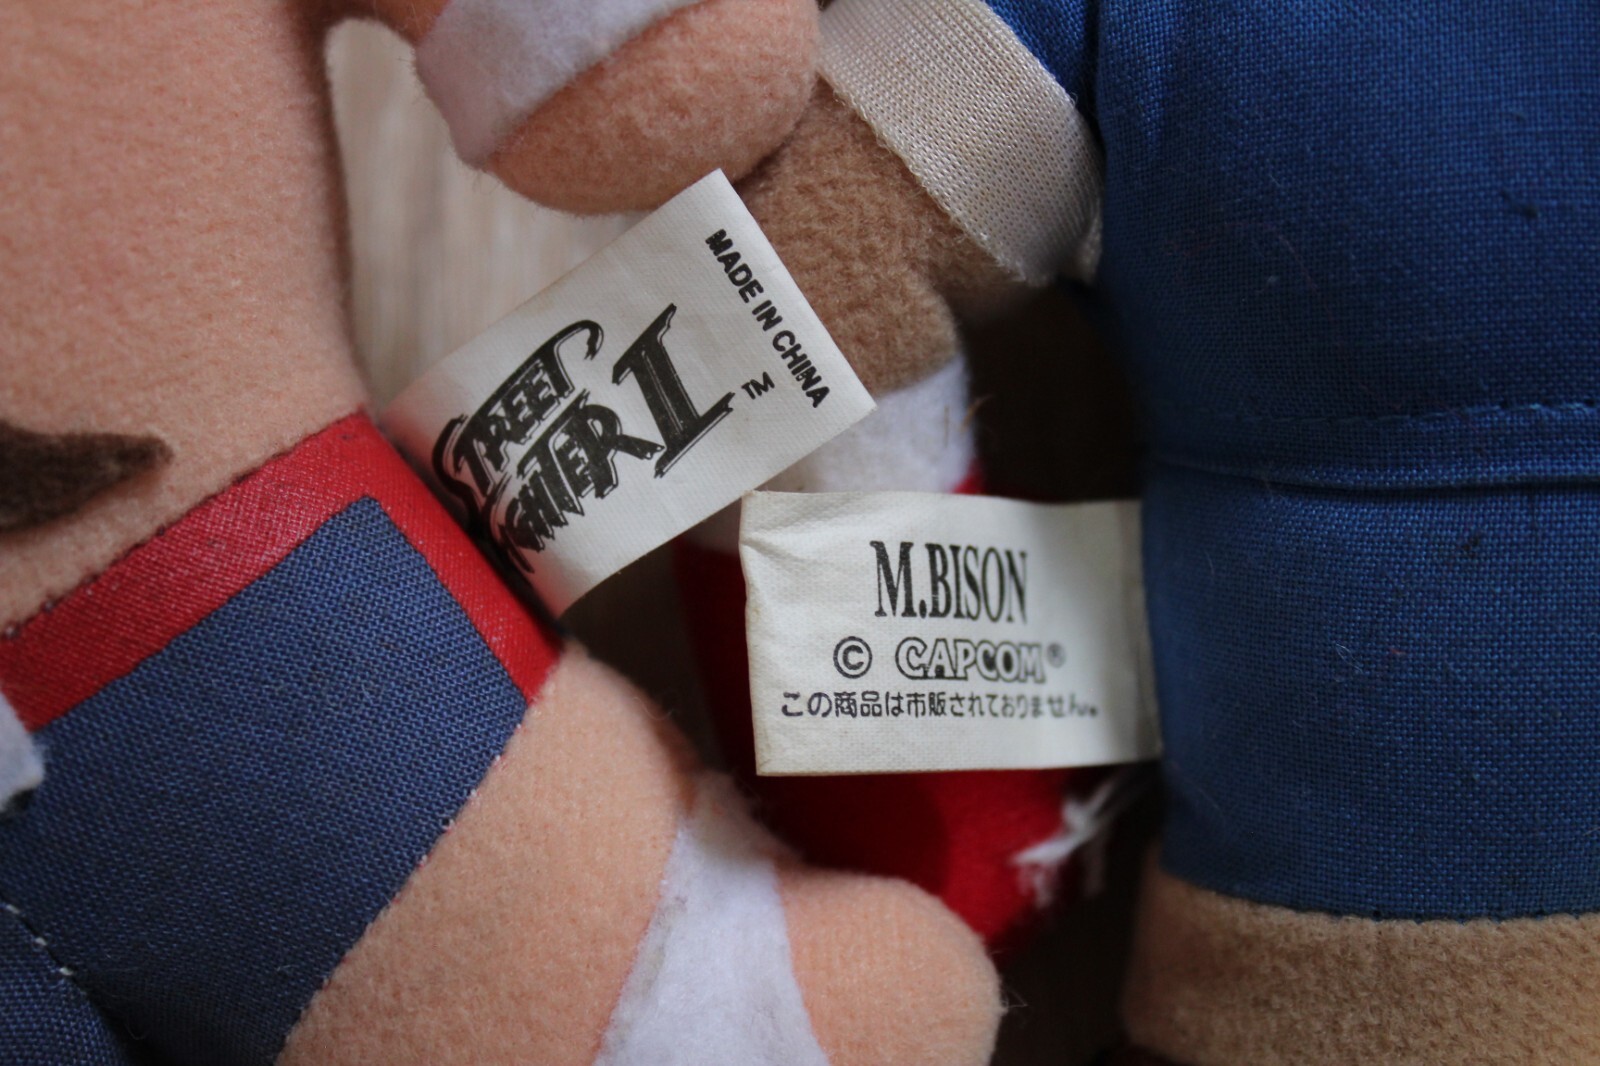 MADE IN CHINA
STREET
FIGHTER I
TM
M.BISON
© CAPCOM®
この商品は市販されておりません。